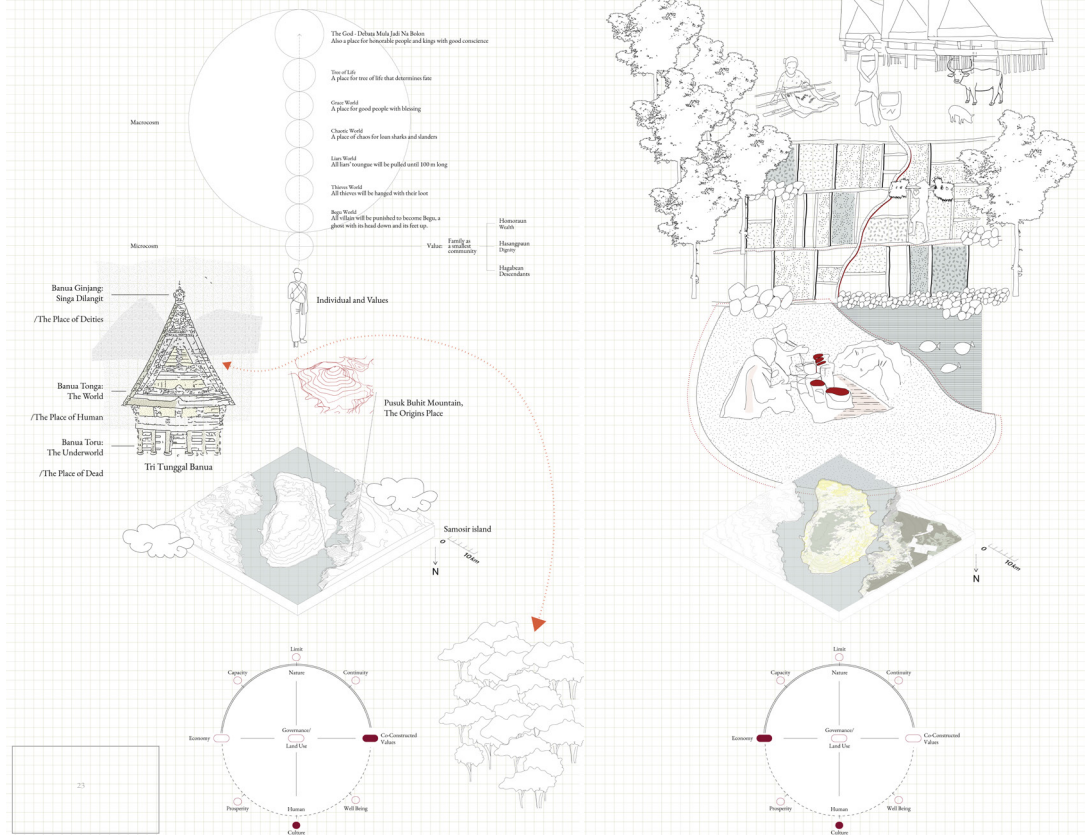 The God - Debata Mula Jadi Na Bolon
Also a place for honorable people and kings with good conscience
Tree of Life
A place for tree of life that determines fate
Grace World
A place for good people with blessing
Macrocosm
Chaotic World
A place of chaos for loan sharks and slanders
Liars World
All liars' toungue will be pulled until 100 m long
Thieves World
All thieves will be hanged with their loot
Begu World
All villain will be punished to become Begu, a
ghost with its head down and its feet up.
Microcosm
Value:
Family as
a smallest
community
Hamoraan
Wealth
Hasangpaan
Dignity
Hagabean
Descendants
Banua Ginjang:
Singa Dilangit
/The Place of Deities
Individual and Values
Banua Tonga:
The World
/The Place of Human
Pusuk Buhit Mountain,
The Origins Place
Banua Toru:
The Underworld
/The Place of Dead
Tri Tunggal Banua
Samosir island
0
10km
N
0
10km
N
Limit
Capacity
Nature
Continuity
Economy
Governance/
Land Use
Co-Constructed
Values
Prosperity
Human
Well Being
Culture
Limit
Capacity
Nature
Continuity
Economy
Governance/
Land Use
Co-Constructed
Values
Prosperity
Human
Well Being
Culture
23